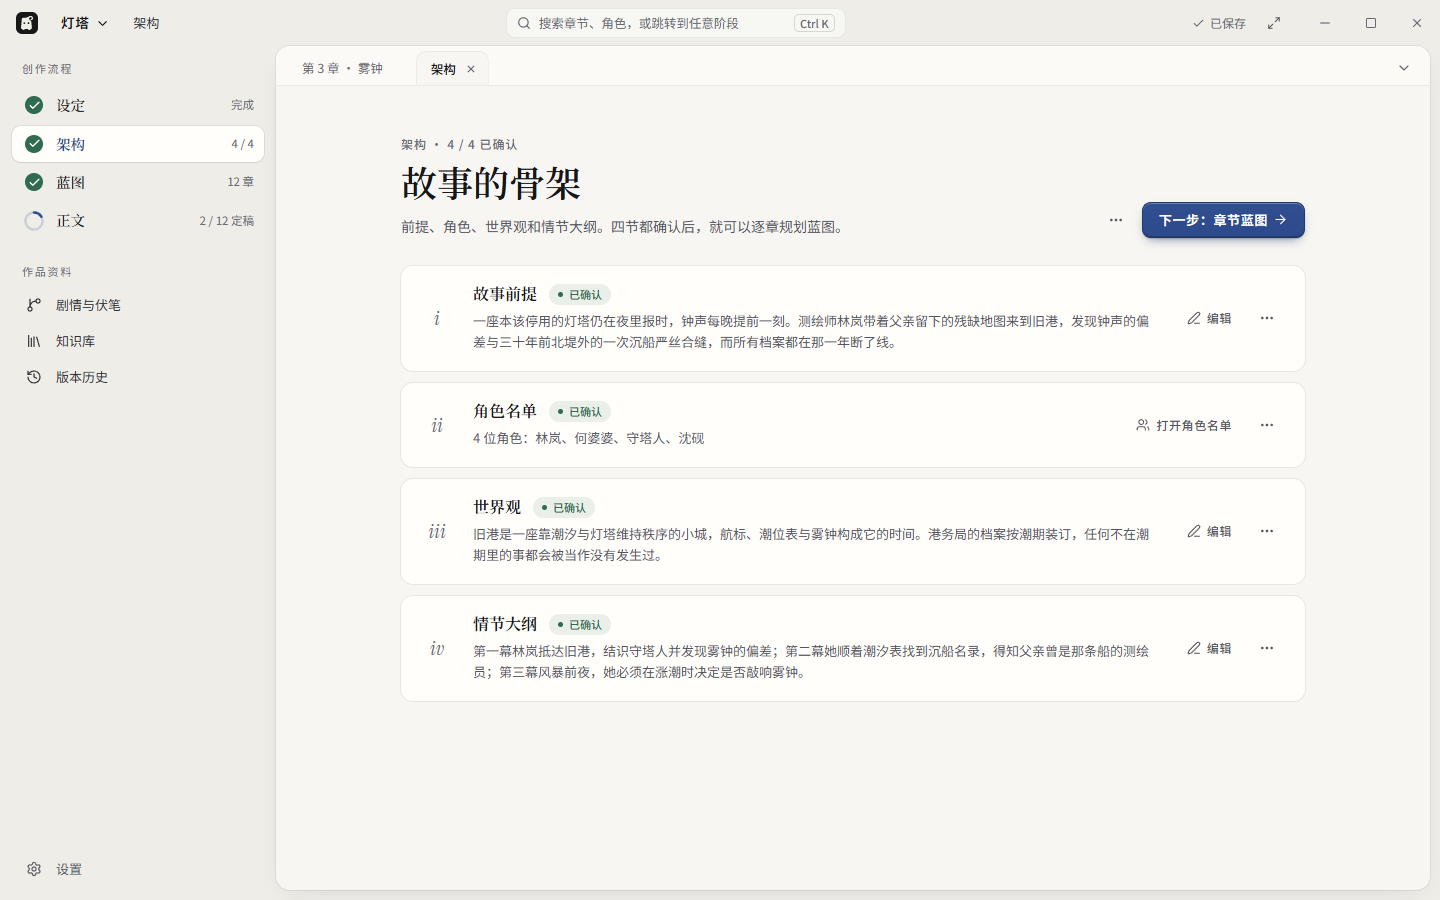 灯塔
架构
搜索章节、角色，或跳转到任意阶段
Ctrl K
已保存
创作流程
设定
完成
架构
4 / 4
蓝图
12 章
正文
2 / 12 定稿
作品资料
剧情与伏笔
知识库
版本历史
设置
第 3 章 · 雾钟
架构
架构 · 4 / 4 已确认
故事的骨架
前提、角色、世界观和情节大纲。四节都确认后，就可以逐章规划蓝图。
下一步：章节蓝图
i
故事前提
已确认
一座本该停用的灯塔仍在夜里报时，钟声每晚提前一刻。测绘师林岚带着父亲留下的残缺地图来到旧港，发现钟声的偏
差与三十年前北堤外的一次沉船严丝合缝，而所有档案都在那一年断了线。
编辑
ii
角色名单
已确认
4 位角色：林岚、何婆婆、守塔人、沈砚
打开角色名单
iii
世界观
已确认
旧港是一座靠潮汐与灯塔维持秩序的小城，航标、潮位表与雾钟构成它的时间。港务局的档案按潮期装订，任何不在潮
期里的事都会被当作没有发生过。
编辑
iv
情节大纲
已确认
第一幕林岚抵达旧港，结识守塔人并发现雾钟的偏差；第二幕她顺着潮汐表找到沉船名录，得知父亲曾是那条船的测绘
员；第三幕风暴前夜，她必须在涨潮时决定是否敲响雾钟。
编辑